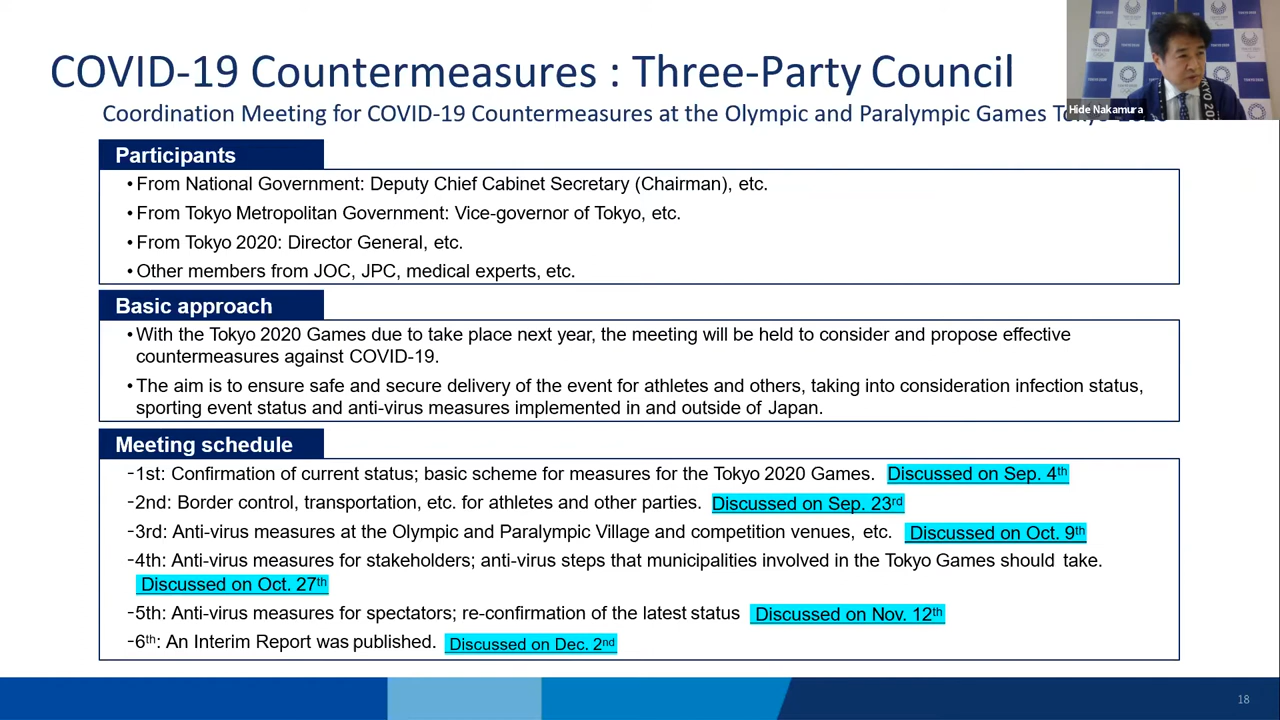 COVID-19 Countermeasures : Three-Party Council
Coordination Meeting for COVID-19 Countermeasures at the Olympic and Paralympic Games Tokyo 2020
Hide Nakamura
Participants
•From National Government: Deputy Chief Cabinet Secretary (Chairman), etc.
•From Tokyo Metropolitan Government: Vice-governor of Tokyo, etc.
•From Tokyo 2020: Director General, etc.
•Other members from JOC, JPC, medical experts, etc.
Basic approach
•With the Tokyo 2020 Games due to take place next year, the meeting will be held to consider and propose effective
countermeasures against COVID-19.
•The aim is to ensure safe and secure delivery of the event for athletes and others, taking into consideration infection status,
sporting event status and anti-virus measures implemented in and outside of Japan.
Meeting schedule
-1st: Confirmation of current status; basic scheme for measures for the Tokyo 2020 Games. Discussed on Sep. 4th
-2nd: Border control, transportation, etc. for athletes and other parties. Discussed on Sep. 23rd
-3rd: Anti-virus measures at the Olympic and Paralympic Village and competition venues, etc. Discussed on Oct. 9th
-4th: Anti-virus measures for stakeholders; anti-virus steps that municipalities involved in the Tokyo Games should take.
Discussed on Oct. 27th
-5th: Anti-virus measures for spectators; re-confirmation of the latest status Discussed on Nov. 12th
-6th: An Interim Report was published. Discussed on Dec. 2nd
18